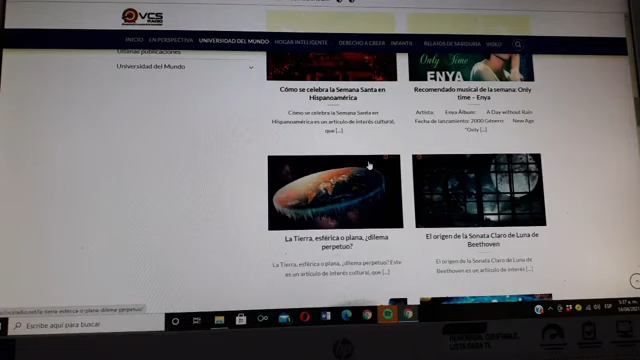 VCS
RADIO
INICIO EN PERSPECTIVA UNIVERSIDAD DEL MUNDO HOGAR INTELIGENTE DERECHO A CREER INFANTIL RELATOS DE SABIDURÍA VIDEO
Últimas publicaciones
Universidad del Mundo
Only Time
ENYA
Cómo se celebra la Semana Santa en
Hispanoamérica
Cómo se celebra la Semana Santa en
Hispanoamérica es un artículo de interés cultural,
que [...]
Recomendado musical de la semana: Only
time – Enya
Artista: Enya Álbum: A Day without Rain
Fecha de lanzamiento: 2000 Género: New Age
"Only [...]
La Tierra, esférica o plana, ¿dilema
perpetuo?
La Tierra, esférica o plana, ¿dilema perpetuo? Este
es un artículo de interés cultural, que [...]
El origen de la Sonata Claro de Luna de
Beethoven
El origen de la Sonata Claro de Luna de
Beethoven es un artículo de interés [...]
Escribe aquí para buscar
ESP
5:37 a.m.
hp